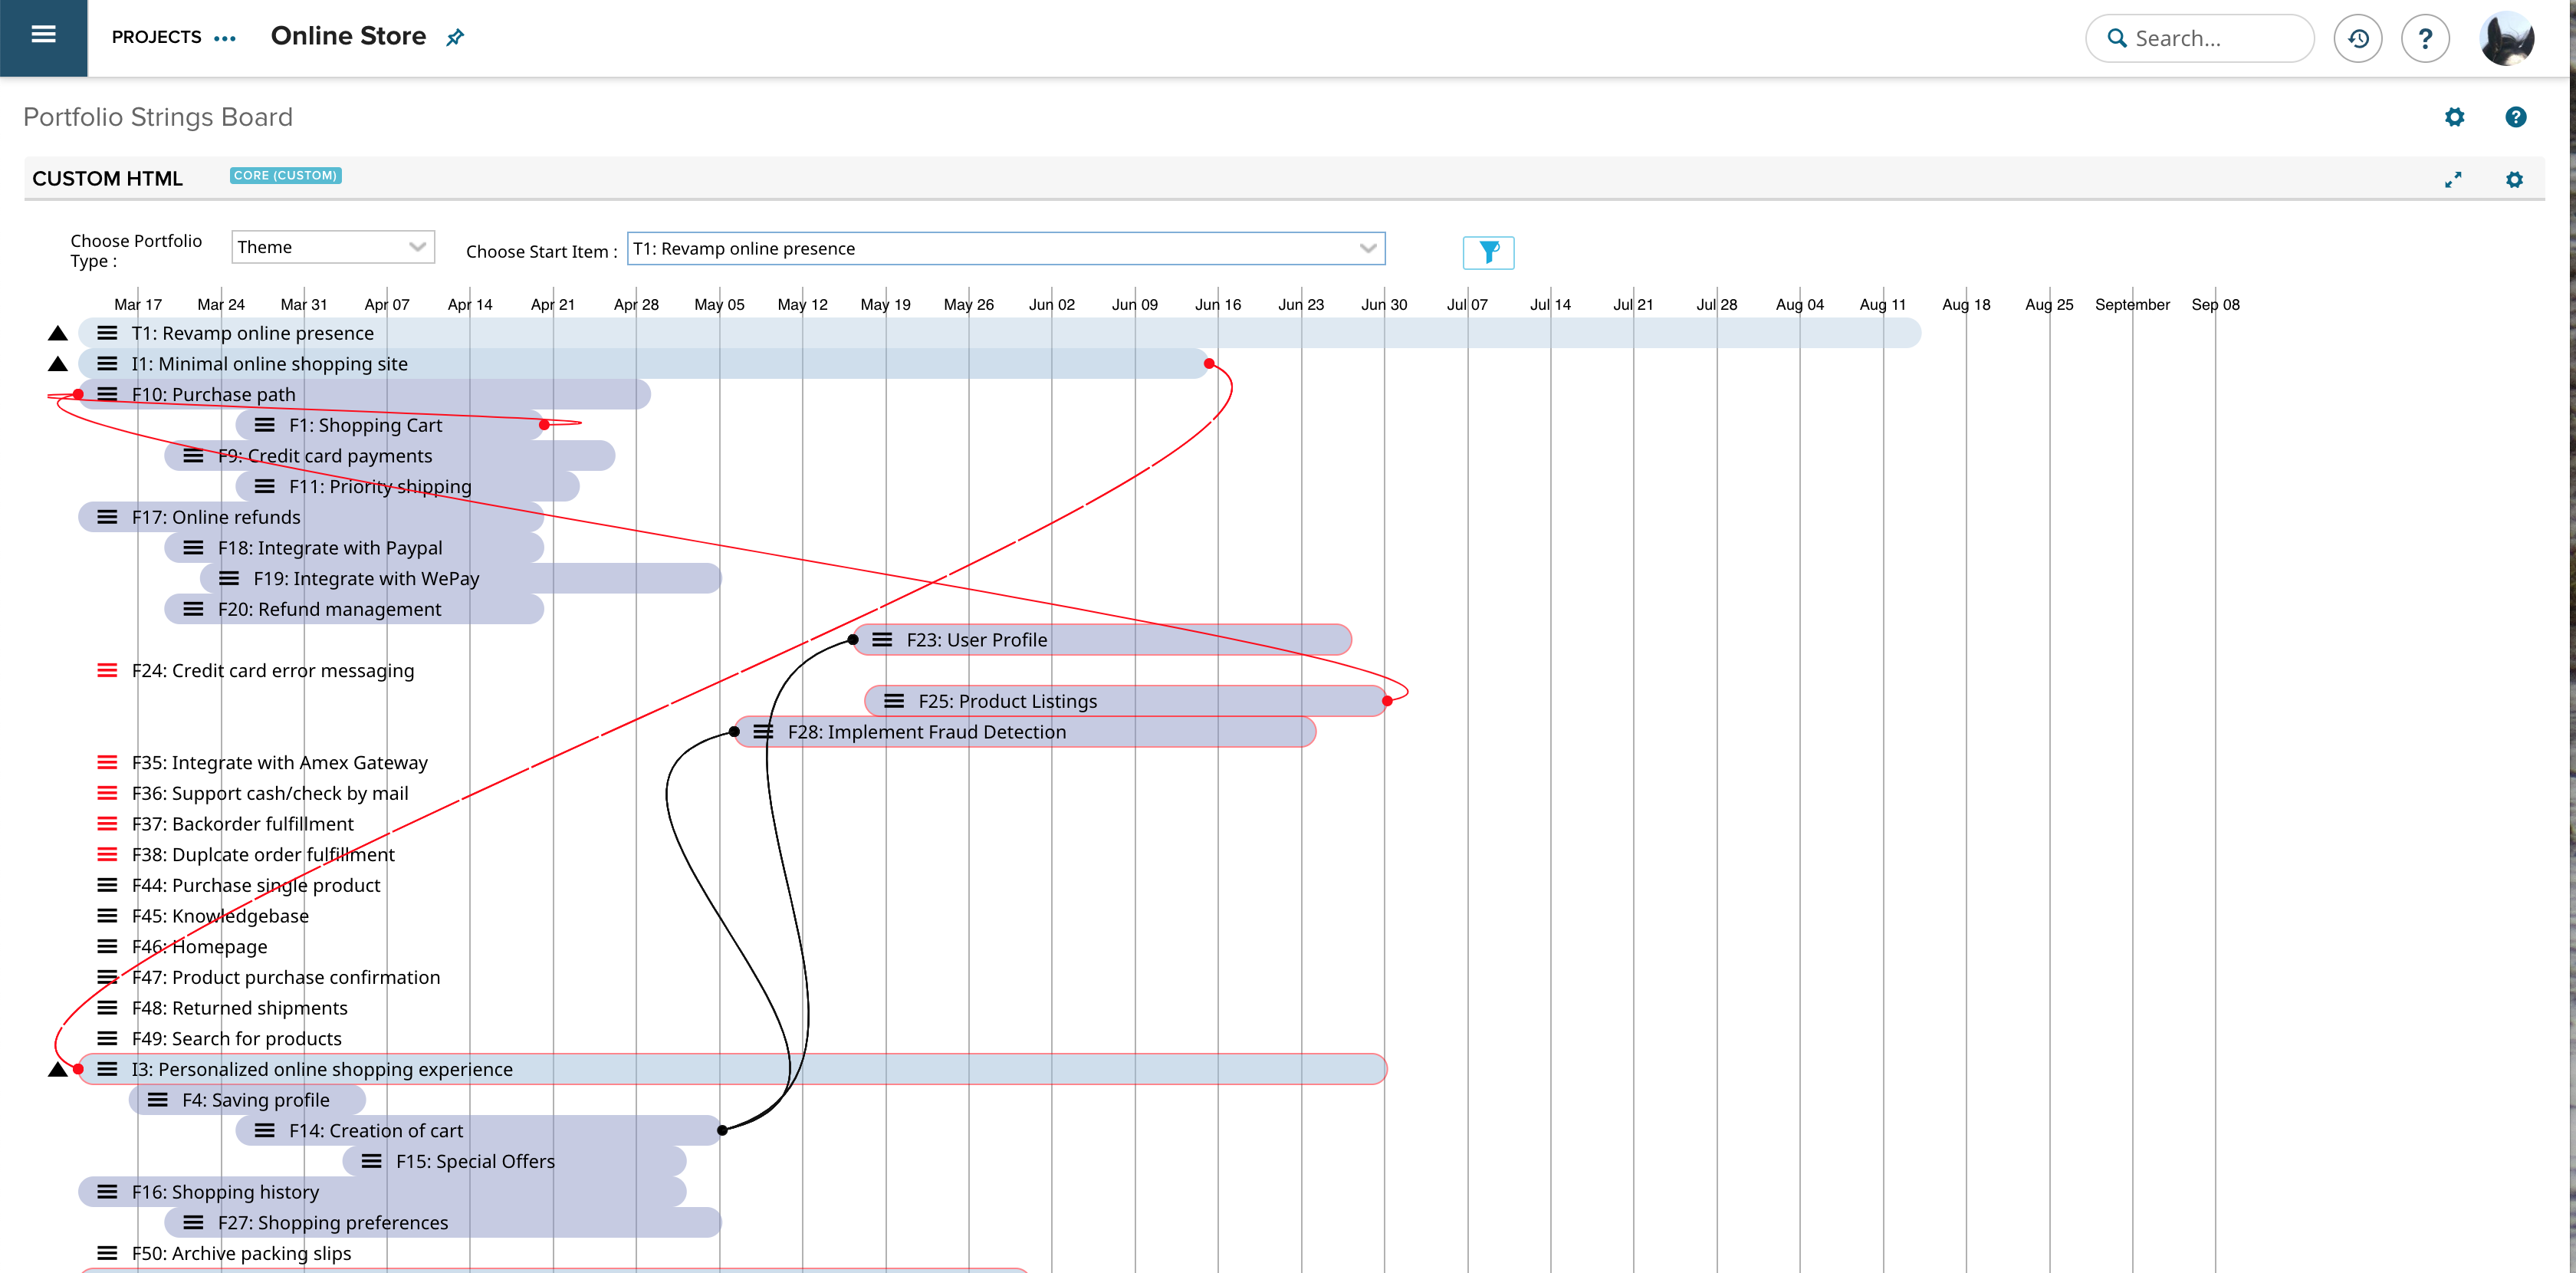 PROJECTS ••• Online Store Search... ?
Portfolio Strings Board ?
CUSTOM HTML CORE (CUSTOM)
Choose Portfolio
Type :
Theme
Choose Start Item :
T1: Revamp online presence
Mar 17 Mar 24 Mar 31 Apr 07 Apr 14 Apr 21 Apr 28 May 05 May 12 May 19 May 26 Jun 02 Jun 09 Jun 16 Jun 23 Jun 30 Jul 07 Jul 14 Jul 21 Jul 28 Aug 04 Aug 11 Aug 18 Aug 25 September Sep 08
T1: Revamp online presence
I1: Minimal online shopping site
F10: Purchase path
F1: Shopping Cart
F9: Credit card payments
F11: Priority shipping
F17: Online refunds
F18: Integrate with Paypal
F19: Integrate with WePay
F20: Refund management
F23: User Profile
F24: Credit card error messaging
F25: Product Listings
F28: Implement Fraud Detection
F35: Integrate with Amex Gateway
F36: Support cash/check by mail
F37: Backorder fulfillment
F38: Duplcate order fulfillment
F44: Purchase single product
F45: Knowledgebase
F46: Homepage
F47: Product purchase confirmation
F48: Returned shipments
F49: Search for products
I3: Personalized online shopping experience
F4: Saving profile
F14: Creation of cart
F15: Special Offers
F16: Shopping history
F27: Shopping preferences
F50: Archive packing slips